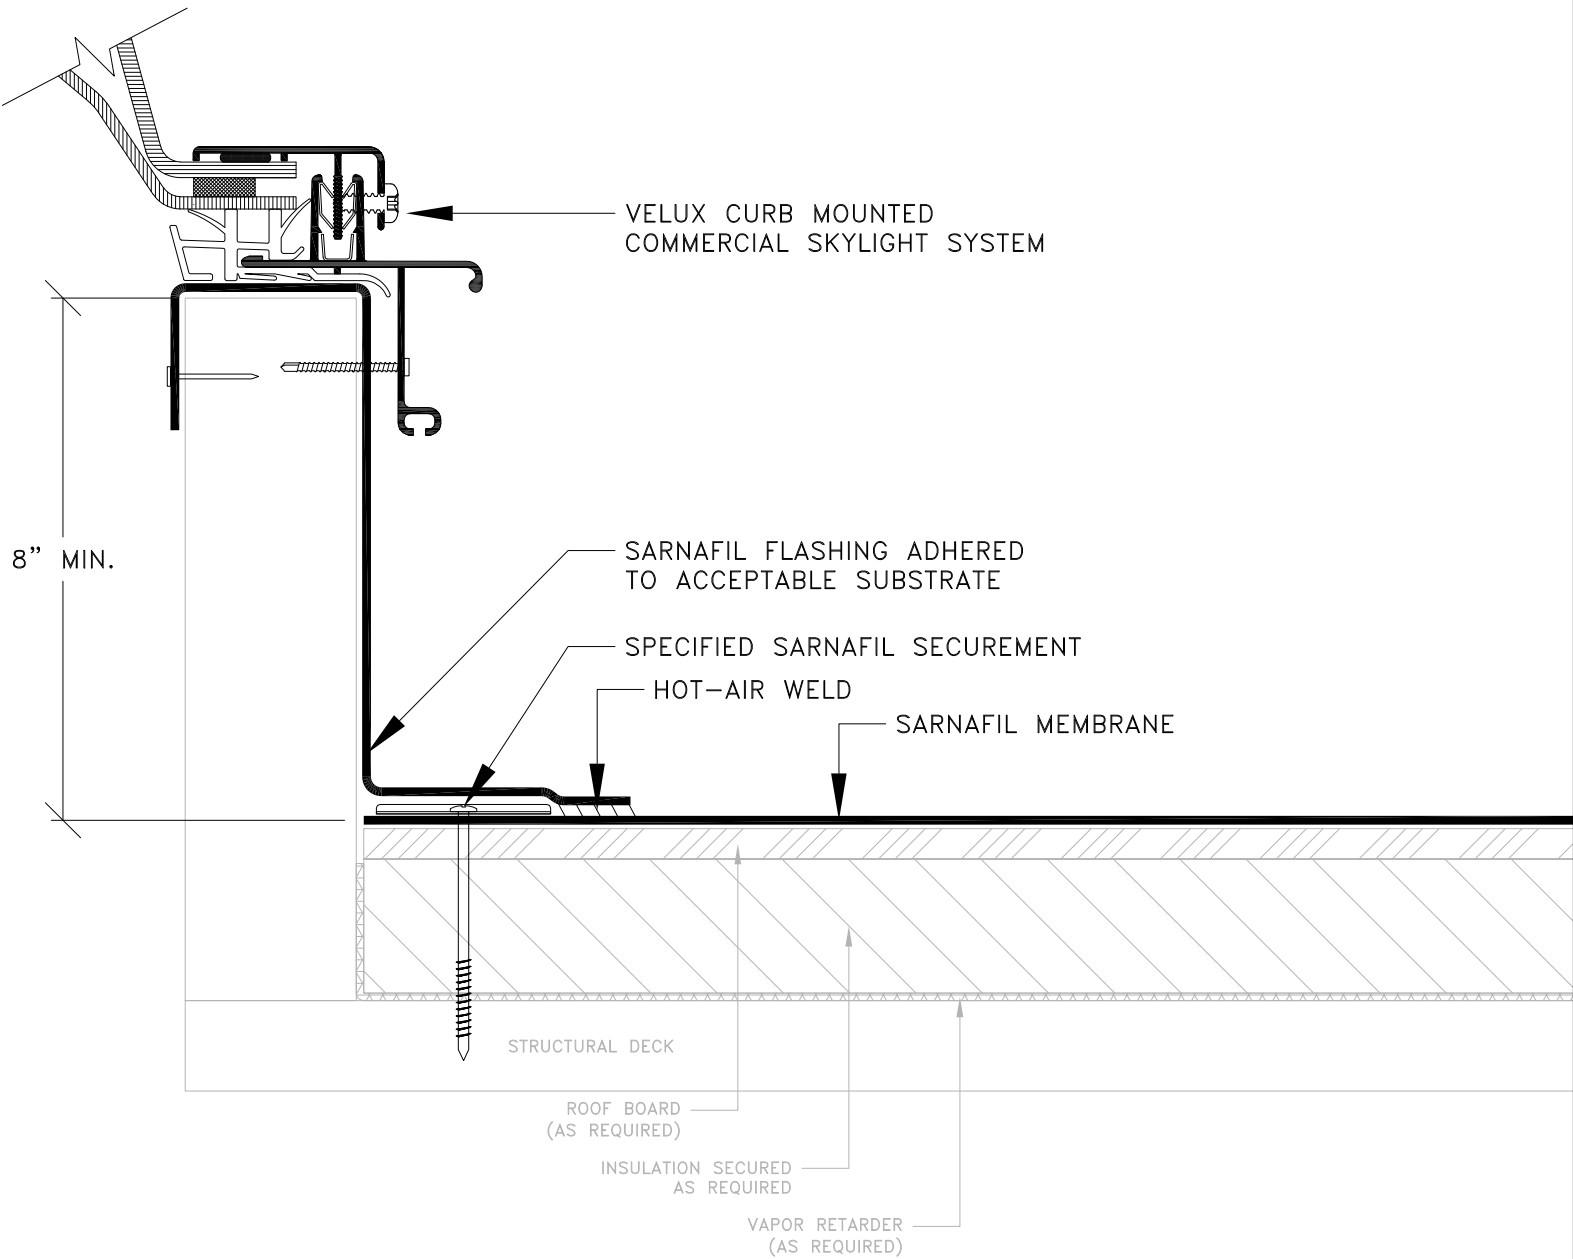 VELUX CURB MOUNTED
COMMERCIAL SKYLIGHT SYSTEM
8” MIN.
SARNAFIL FLASHING ADHERED
TO ACCEPTABLE SUBSTRATE
SPECIFIED SARNAFIL SECUREMENT
HOT-AIR WELD
SARNAFIL MEMBRANE
STRUCTURAL DECK
ROOF BOARD
(AS REQUIRED)
INSULATION SECURED
AS REQUIRED
VAPOR RETARDER
(AS REQUIRED)